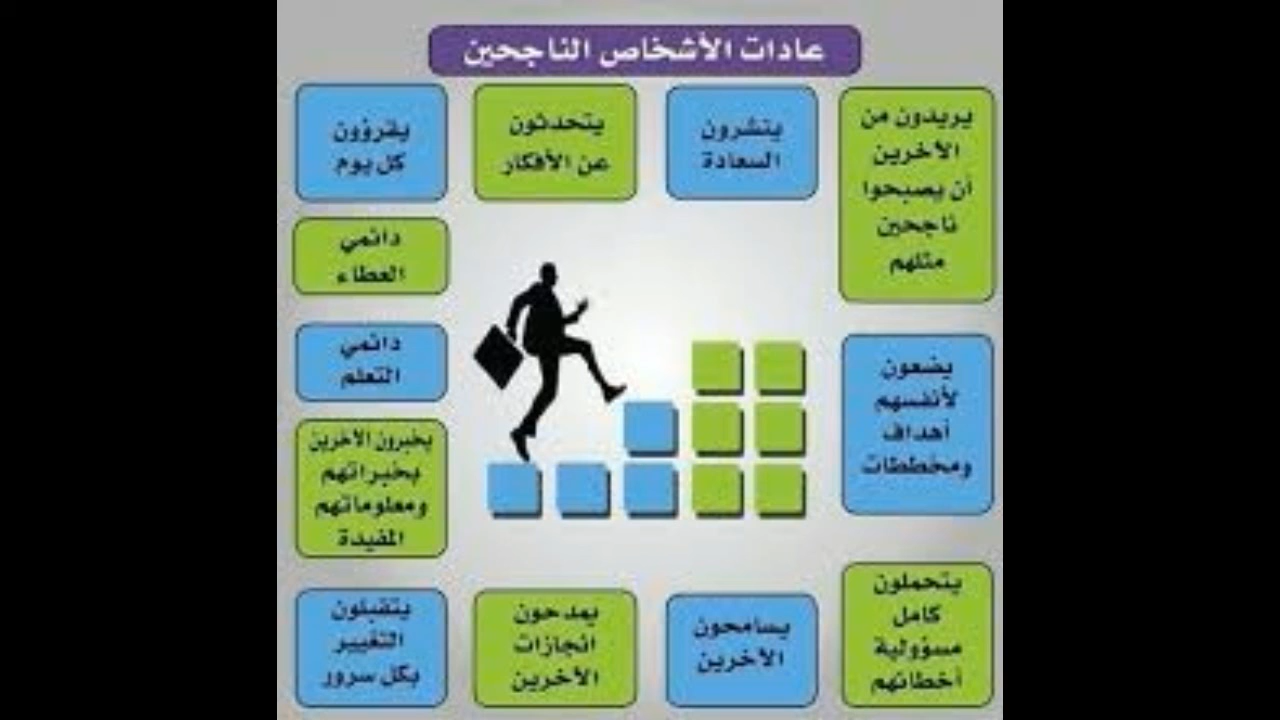 عادات الأشخاص الناجحين
يريدون من
الآخرين
أن يصبحوا
ناجحين
مثلهم
ينشرون
السعادة
يتحدثون
عن الأفكار
يقرؤون
كل يوم
دائمي
العطاء
دائمي
التعلم
يخبرون الآخرين
بخبراتهم
ومعلوماتهم
المفيدة
يضعون
لأنفسهم
أهداف
ومخططات
يتحملون
كامل
مسؤولية
أخطائهم
يسامحون
الآخرين
يمدحون
انجازات
الآخرين
يتقبلون
التغيير
بكل سرور